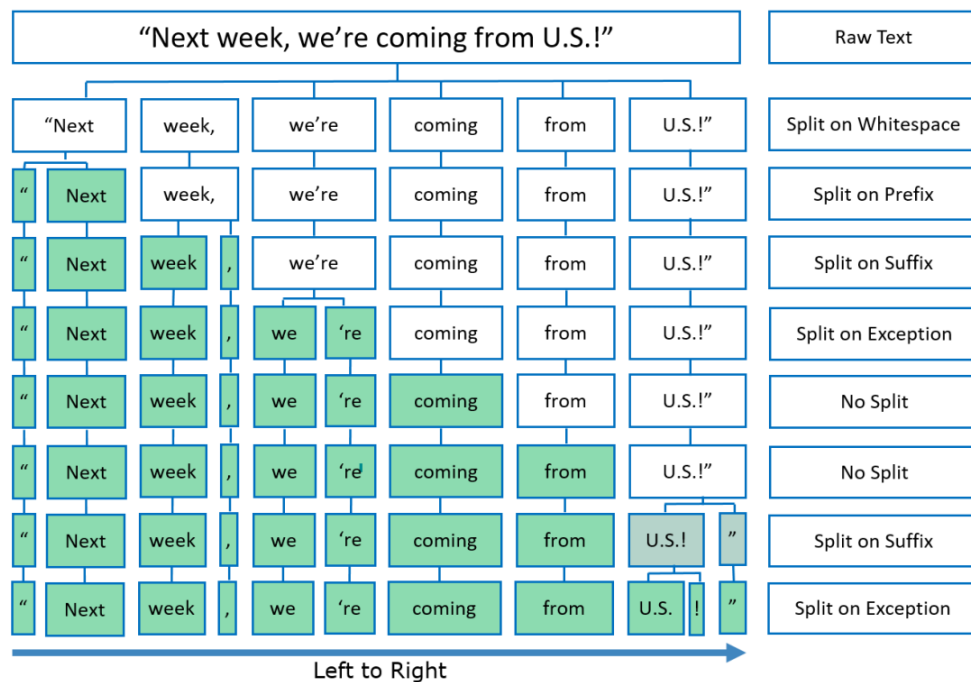 “Next week, we’re coming from U.S.!” Raw Text
“Next week, we’re coming from U.S.!” Split on Whitespace
“ Next week, we’re coming from U.S.!” Split on Prefix
“ Next week , we’re coming from U.S.!” Split on Suffix
“ Next week , we ‘re coming from U.S.!” Split on Exception
“ Next week , we ‘re coming from U.S.!” No Split
“ Next week , we ‘re coming from U.S.!” No Split
“ Next week , we ‘re coming from U.S.! ” Split on Suffix
“ Next week , we ‘re coming from U.S. ! ” Split on Exception
Left to Right